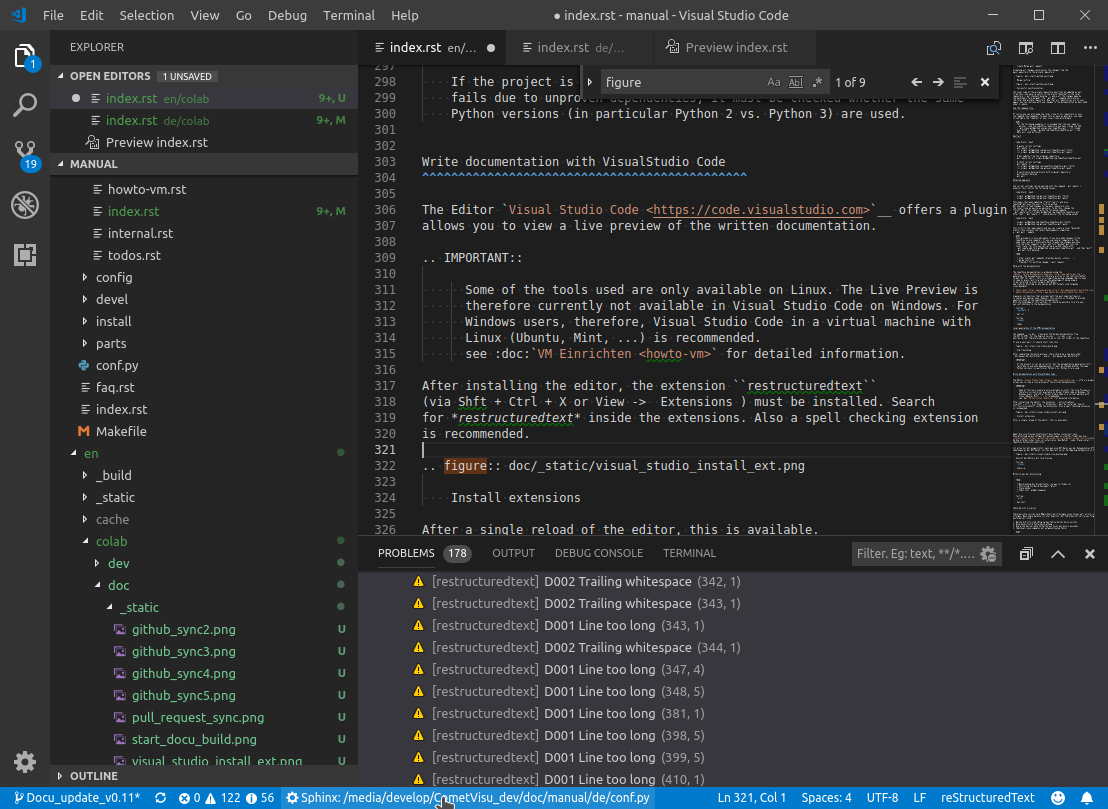 File Edit Selection View Go Debug Terminal Help ● index.rst - manual - Visual Studio Code
EXPLORER
index.rst en/... ●
index.rst de/...
Preview index.rst
OPEN EDITORS 1 UNSAVED
● index.rst en/colab 9+, U
index.rst de/colab 9+, M
Preview index.rst
MANUAL
howto-vm.rst
index.rst 9+, M
internal.rst
todos.rst
config
devel
install
parts
conf.py
faq.rst
index.rst
Makefile
en
_build
_static
cache
colab
dev
doc
_static
github_sync2.png U
github_sync3.png U
github_sync4.png U
github_sync5.png U
pull_request_sync.png U
start_docu_build.png U
visual_studio_install_ext.png U
OUTLINE
1
19
figure Aa Abl .* 1 of 9
297
298 If the project is
299 fails due to unproven dependencies, it must be checked whether the same
300 Python versions (in particular Python 2 vs. Python 3) are used.
301
302
303 Write documentation with VisualStudio Code
304 ^^^^^^^^^^^^^^^^^^^^^^^^^^^^^^^^^^^^^^^^^^^^^
305
306 The Editor `Visual Studio Code <https://code.visualstudio.com>`__ offers a plugin
307 allows you to view a live preview of the written documentation.
308
309 .. IMPORTANT::
310
311 Some of the tools used are only available on Linux. The Live Preview is
312 therefore currently not available in Visual Studio Code on Windows. For
313 Windows users, therefore, Visual Studio Code in a virtual machine with
314 Linux (Ubuntu, Mint, ...) is recommended.
315 see :doc:`VM Einrichten <howto-vm>` for detailed information.
316
317 After installing the editor, the extension ``restructuredtext``
318 (via Shft + Ctrl + X or View -> Extensions ) must be installed. Search
319 for *restructuredtext* inside the extensions. Also a spell checking extension
320 is recommended.
321
322 .. figure:: doc/_static/visual_studio_install_ext.png
323
324 Install extensions
325
326 After a single reload of the editor, this is available.
PROBLEMS 178 OUTPUT DEBUG CONSOLE TERMINAL Filter. Eg: text, **/*....
[restructuredtext] D002 Trailing whitespace (342, 1)
[restructuredtext] D002 Trailing whitespace (343, 1)
[restructuredtext] D001 Line too long (343, 1)
[restructuredtext] D002 Trailing whitespace (344, 1)
[restructuredtext] D001 Line too long (347, 4)
[restructuredtext] D001 Line too long (348, 5)
[restructuredtext] D001 Line too long (381, 1)
[restructuredtext] D001 Line too long (398, 5)
[restructuredtext] D001 Line too long (399, 5)
[restructuredtext] D001 Line too long (410, 1)
Docu_update_v0.11* 0 122 56 Sphinx: /media/develop/CometVisu_dev/doc/manual/de/conf.py Ln 321, Col 1 Spaces: 4 UTF-8 LF reStructuredText